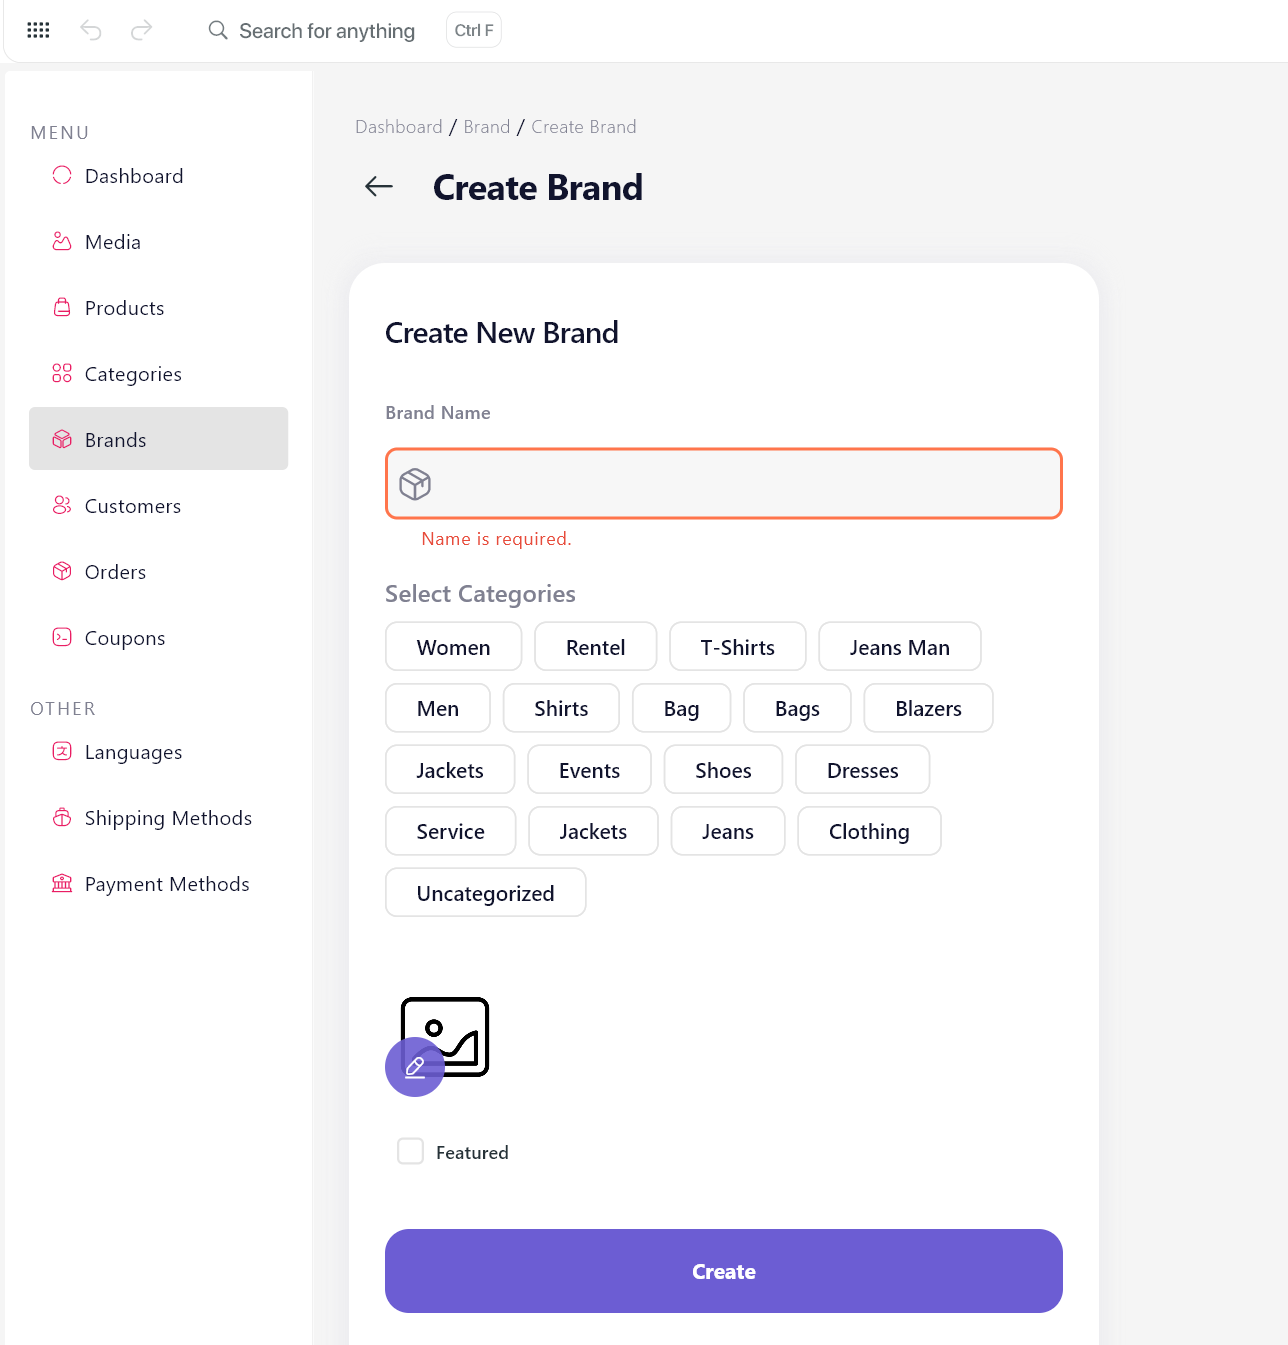 Search for anything Ctrl F
MENU
Dashboard
Media
Products
Categories
Brands
Customers
Orders
Coupons
OTHER
Languages
Shipping Methods
Payment Methods
Dashboard / Brand / Create Brand
Create Brand
Create New Brand
Brand Name
Name is required.
Select Categories
Women Rentel T-Shirts Jeans Man
Men Shirts Bag Bags Blazers
Jackets Events Shoes Dresses
Service Jackets Jeans Clothing
Uncategorized
Featured
Create